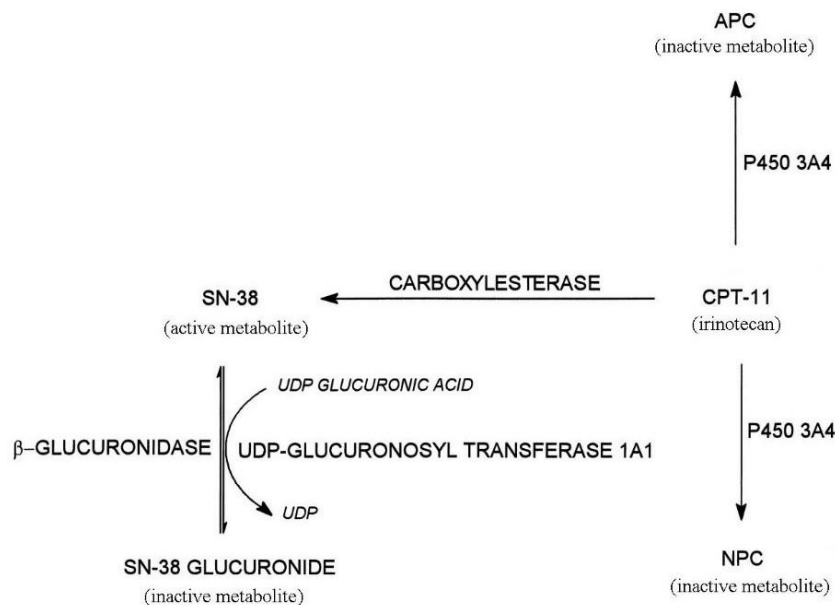 APC
(inactive metabolite)
P450 3A4
CARBOXYLESTERASE
SN-38
(active metabolite)
CPT-11
(irinotecan)
UDP GLUCURONIC ACID
β–GLUCURONIDASE
UDP-GLUCURONOSYL TRANSFERASE 1A1
P450 3A4
UDP
SN-38 GLUCURONIDE
(inactive metabolite)
NPC
(inactive metabolite)